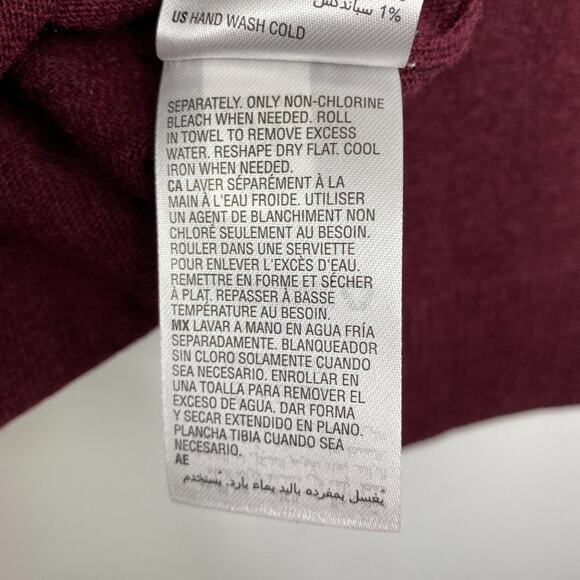 1% سباندكس
US HAND WASH COLD
SEPARATELY. ONLY NON-CHLORINE
BLEACH WHEN NEEDED. ROLL
IN TOWEL TO REMOVE EXCESS
WATER. RESHAPE DRY FLAT. COOL
IRON WHEN NEEDED.
CA LAVER SÉPARÉMENT À LA
MAIN À L'EAU FROIDE. UTILISER
UN AGENT DE BLANCHIMENT NON
CHLORÉ SEULEMENT AU BESOIN.
ROULER DANS UNE SERVIETTE
POUR ENLEVER L'EXCÈS D'EAU.
REMETTRE EN FORME ET SÉCHER
À PLAT. REPASSER À BASSE
TEMPÉRATURE AU BESOIN.
MX LAVAR A MANO EN AGUA FRÍA
SEPARADAMENTE. BLANQUEADOR
SIN CLORO SOLAMENTE CUANDO
SEA NECESARIO. ENROLLAR EN
UNA TOALLA PARA REMOVER EL
EXCESO DE AGUA. DAR FORMA
Y SECAR EXTENDIDO EN PLANO.
PLANCHA TIBIA CUANDO SEA
NECESARIO.
AE
يُغسل بمفرده باليد بماء بارد. يُستخدم